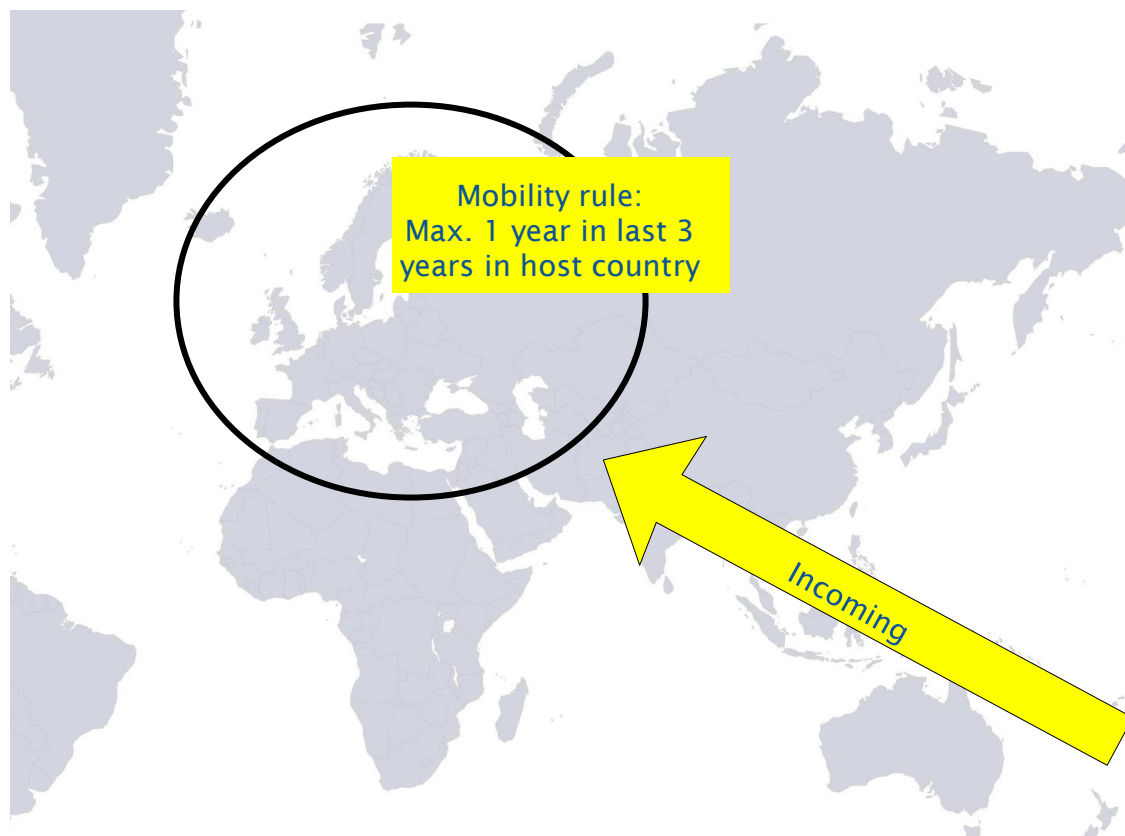 Mobility rule:
Max. 1 year in last 3
years in host country
Incoming